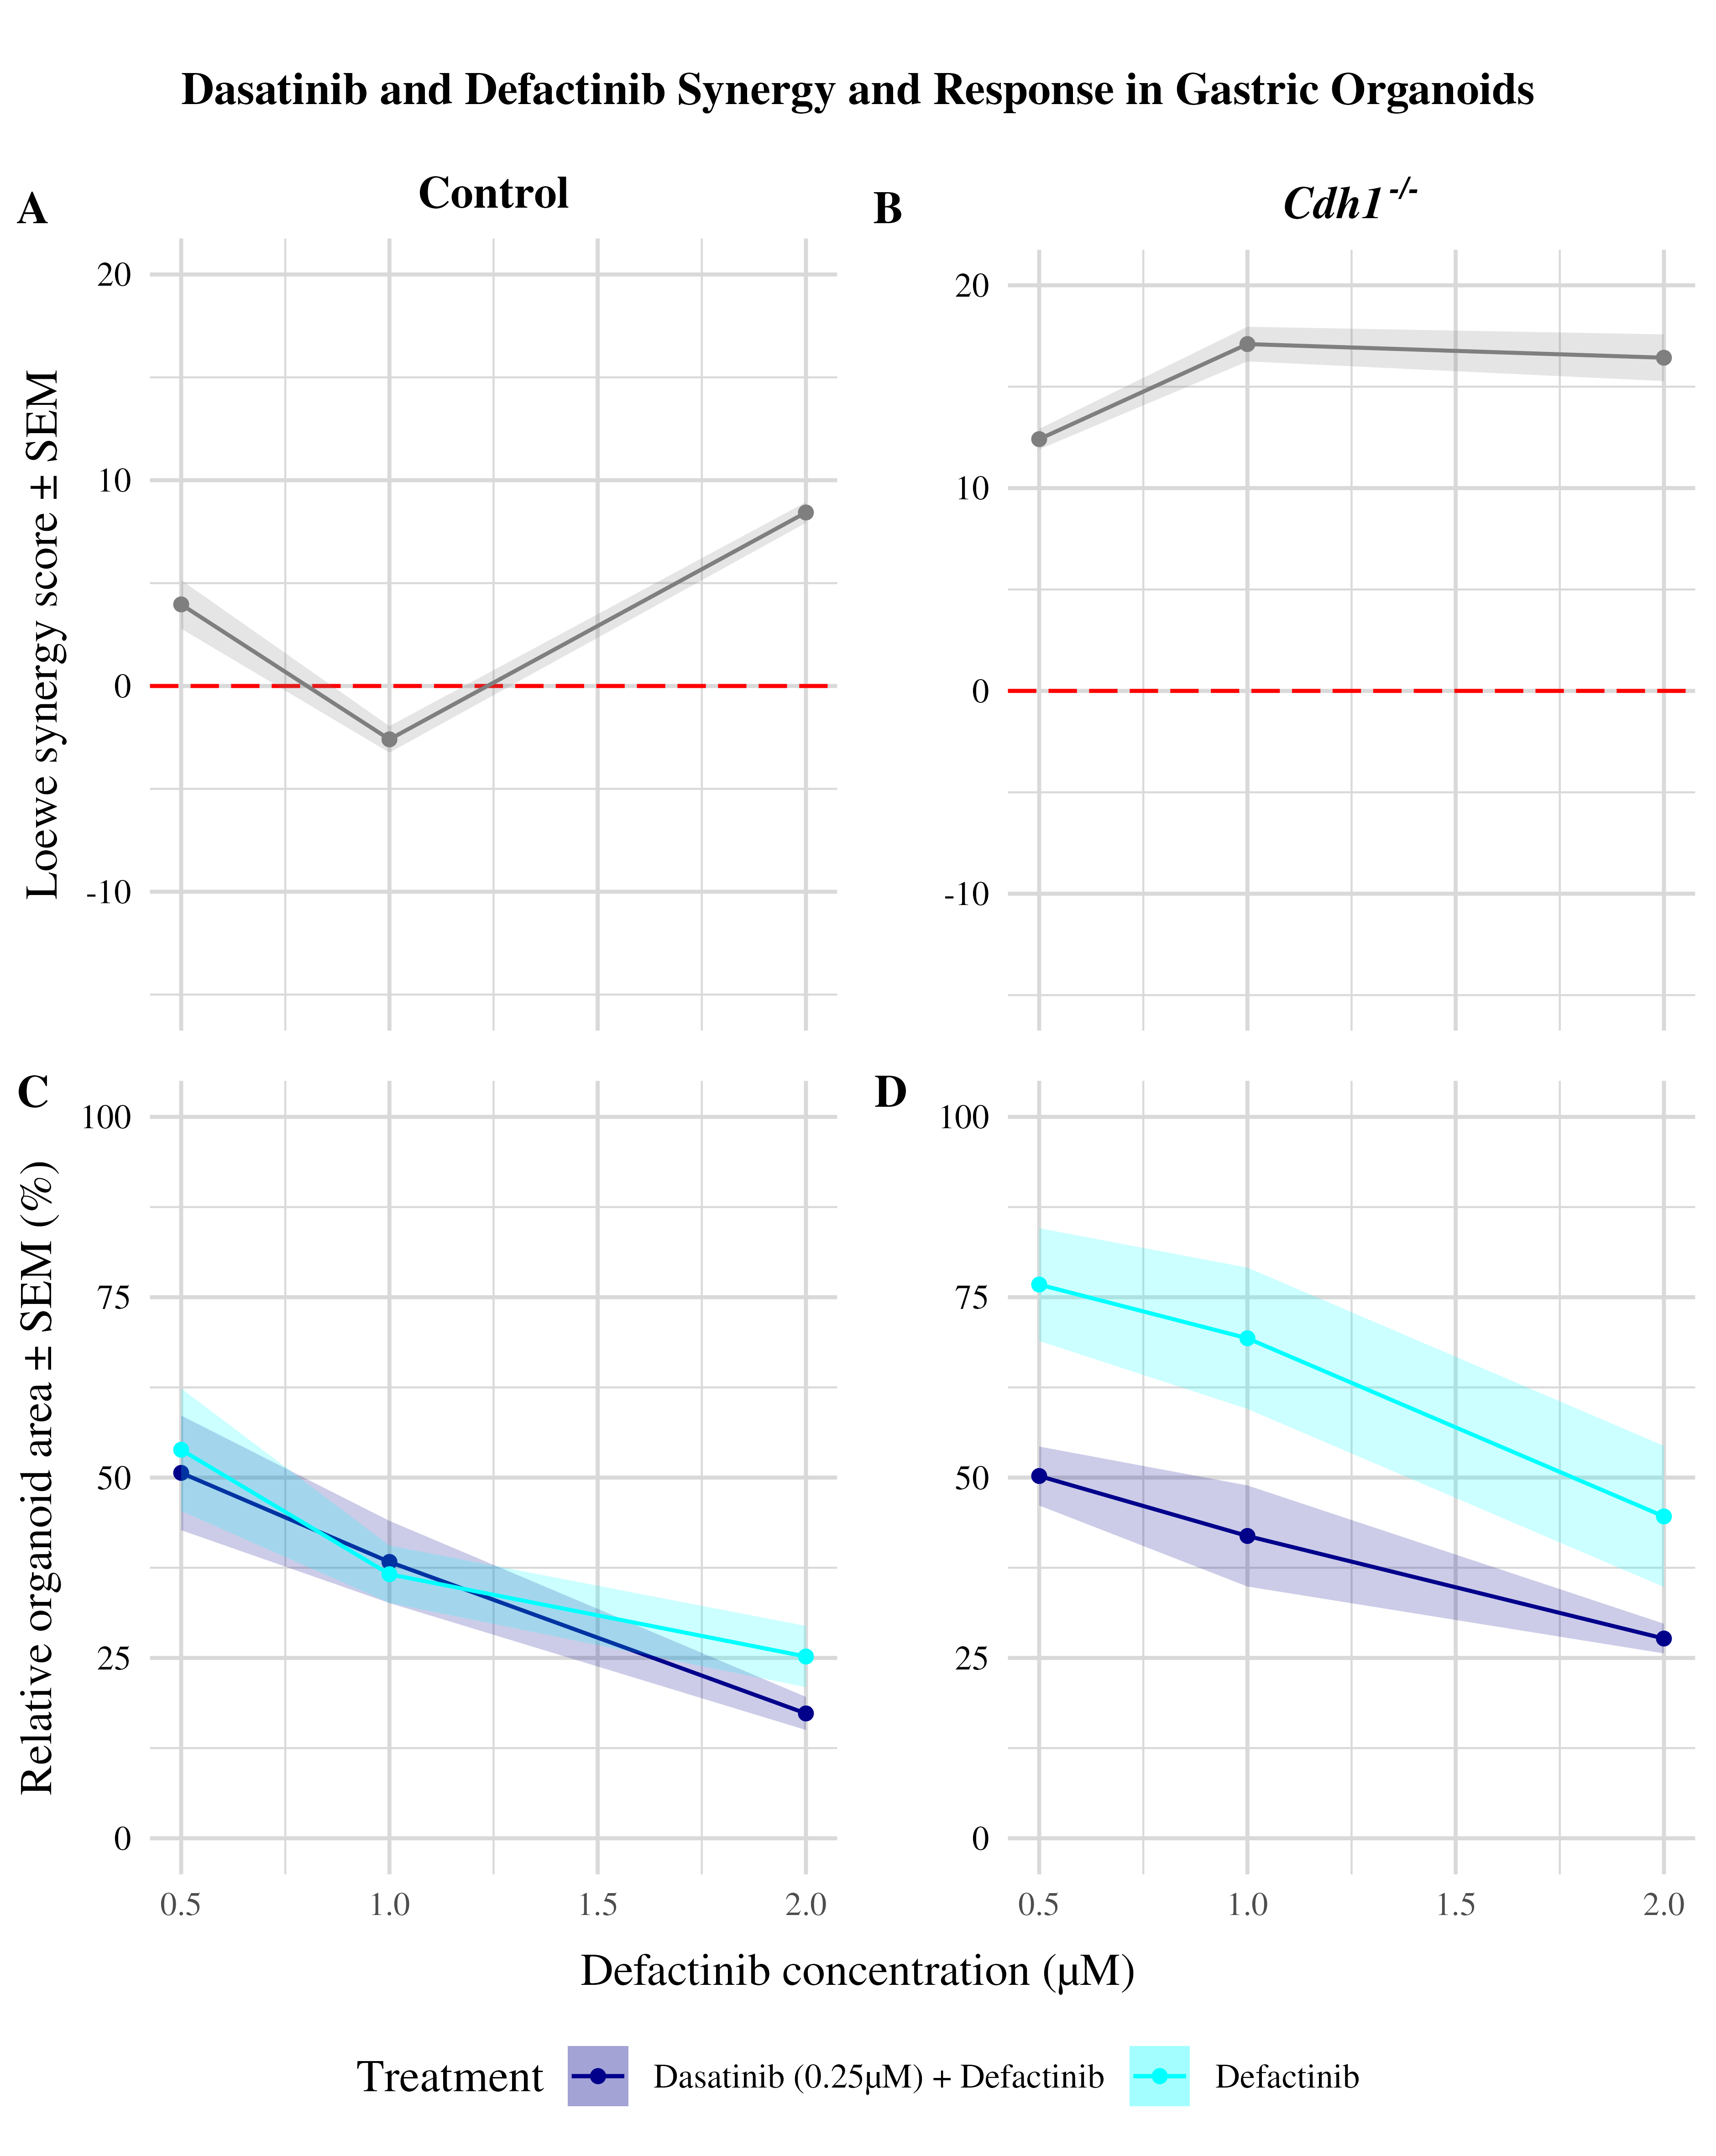 Dasatinib and Defactinib Synergy and Response in Gastric Organoids
A
Control
B
Cdh1 -/-
Loewe synergy score ± SEM
20
10
0
-10
20
10
0
-10
C
D
Relative organoid area ± SEM (%)
100
75
50
25
0
100
75
50
25
0
0.5 1.0 1.5 2.0
0.5 1.0 1.5 2.0
Defactinib concentration (µM)
Treatment Dasatinib (0.25µM) + Defactinib Defactinib